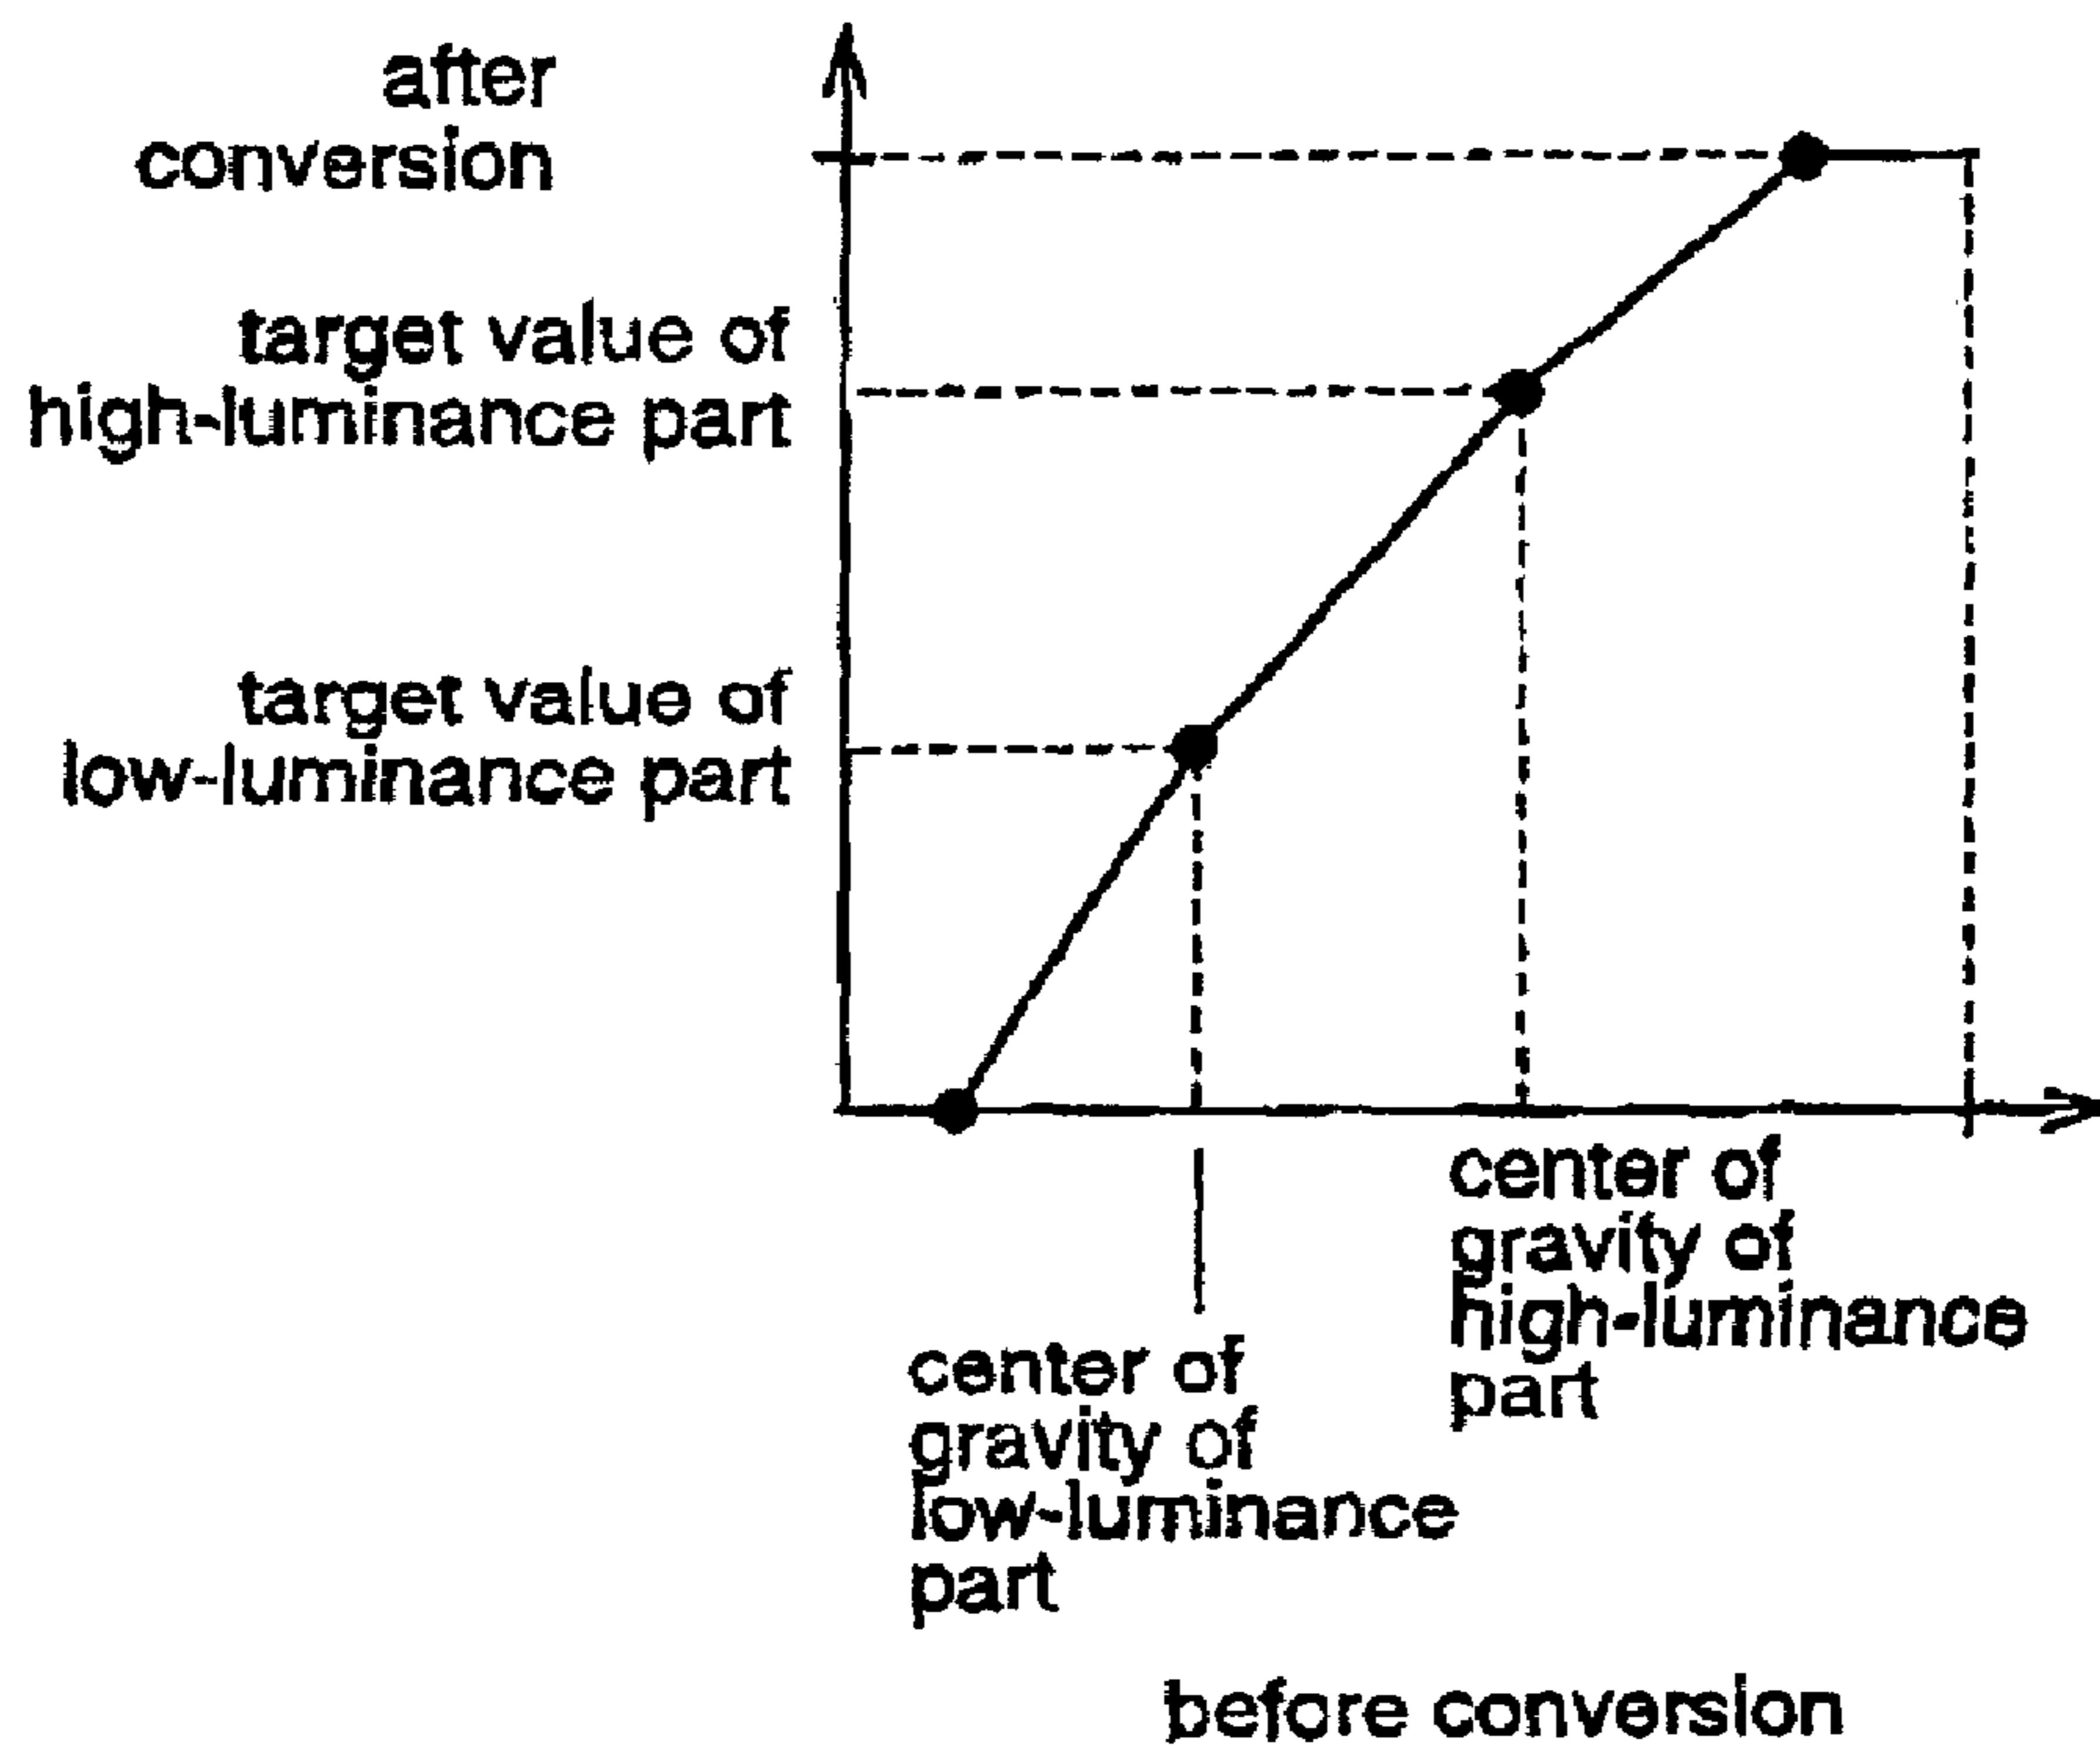 after
conversion
target value of
high-luminance part
target value of
low-luminance part
center of
gravity of
high-luminance
part
center of
gravity of
low-luminance
part
before conversion